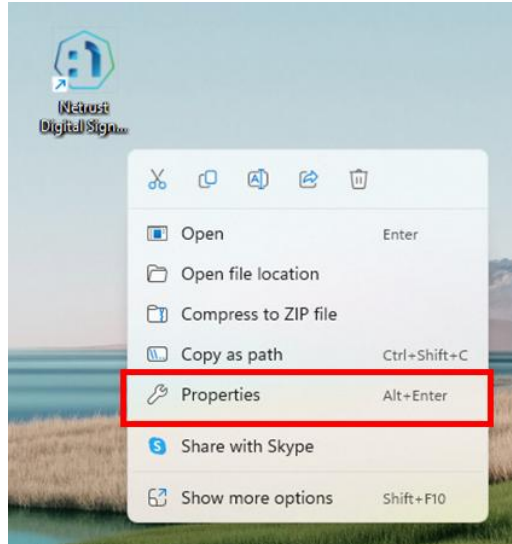 Netrust
Digital Sign...
Open Enter
Open file location
Compress to ZIP file
Copy as path Ctrl+Shift+C
Properties Alt+Enter
Share with Skype
Show more options Shift+F10